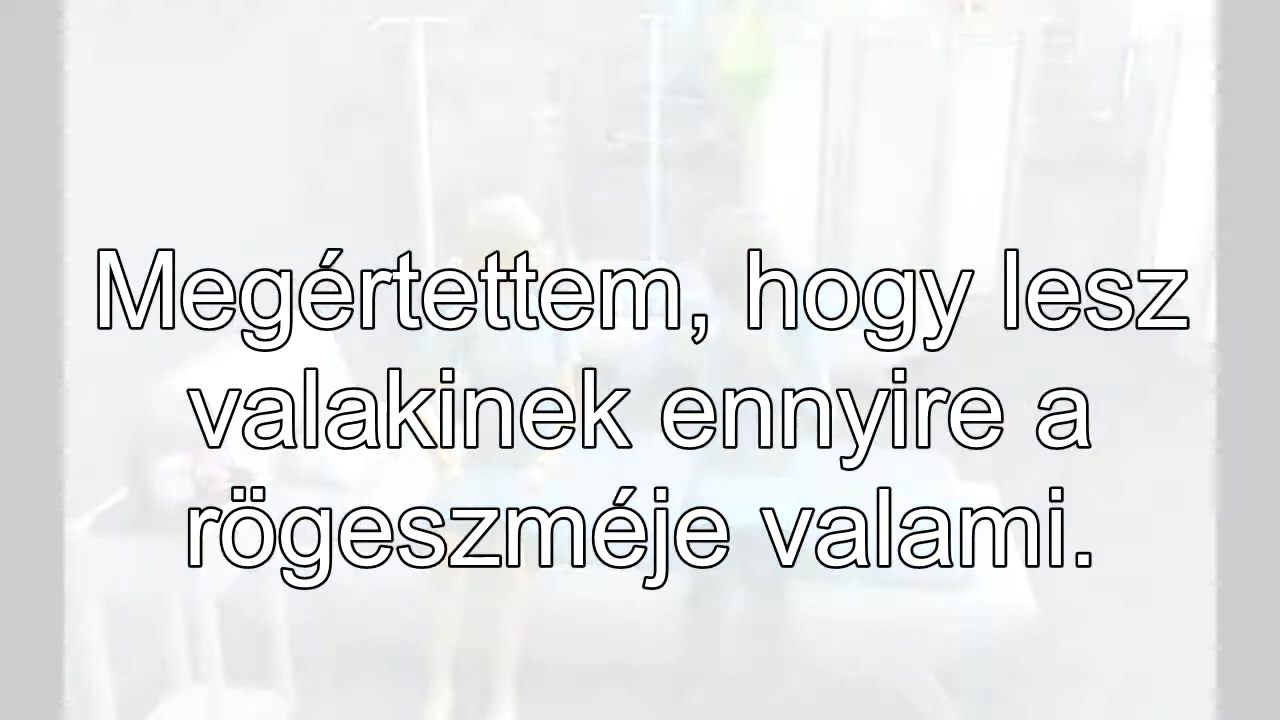 Megértettem, hogy lesz
valakinek ennyire a
rögeszméje valami.